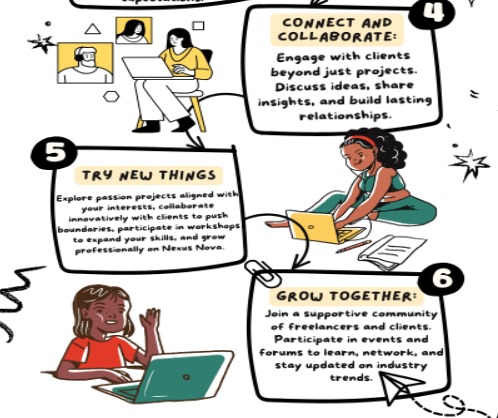 expectations.
4
CONNECT AND
COLLABORATE:
Engage with clients
beyond just projects.
Discuss ideas, share
insights, and build lasting
relationships.
5
TRY NEW THINGS
Explore passion projects aligned with
your interests, collaborate
innovatively with clients to push
boundaries, participate in workshops
to expand your skills, and grow
professionally on Nexus Nova.
6
GROW TOGETHER:
Join a supportive community
of freelancers and clients.
Participate in events and
forums to learn, network, and
stay updated on industry
trends.